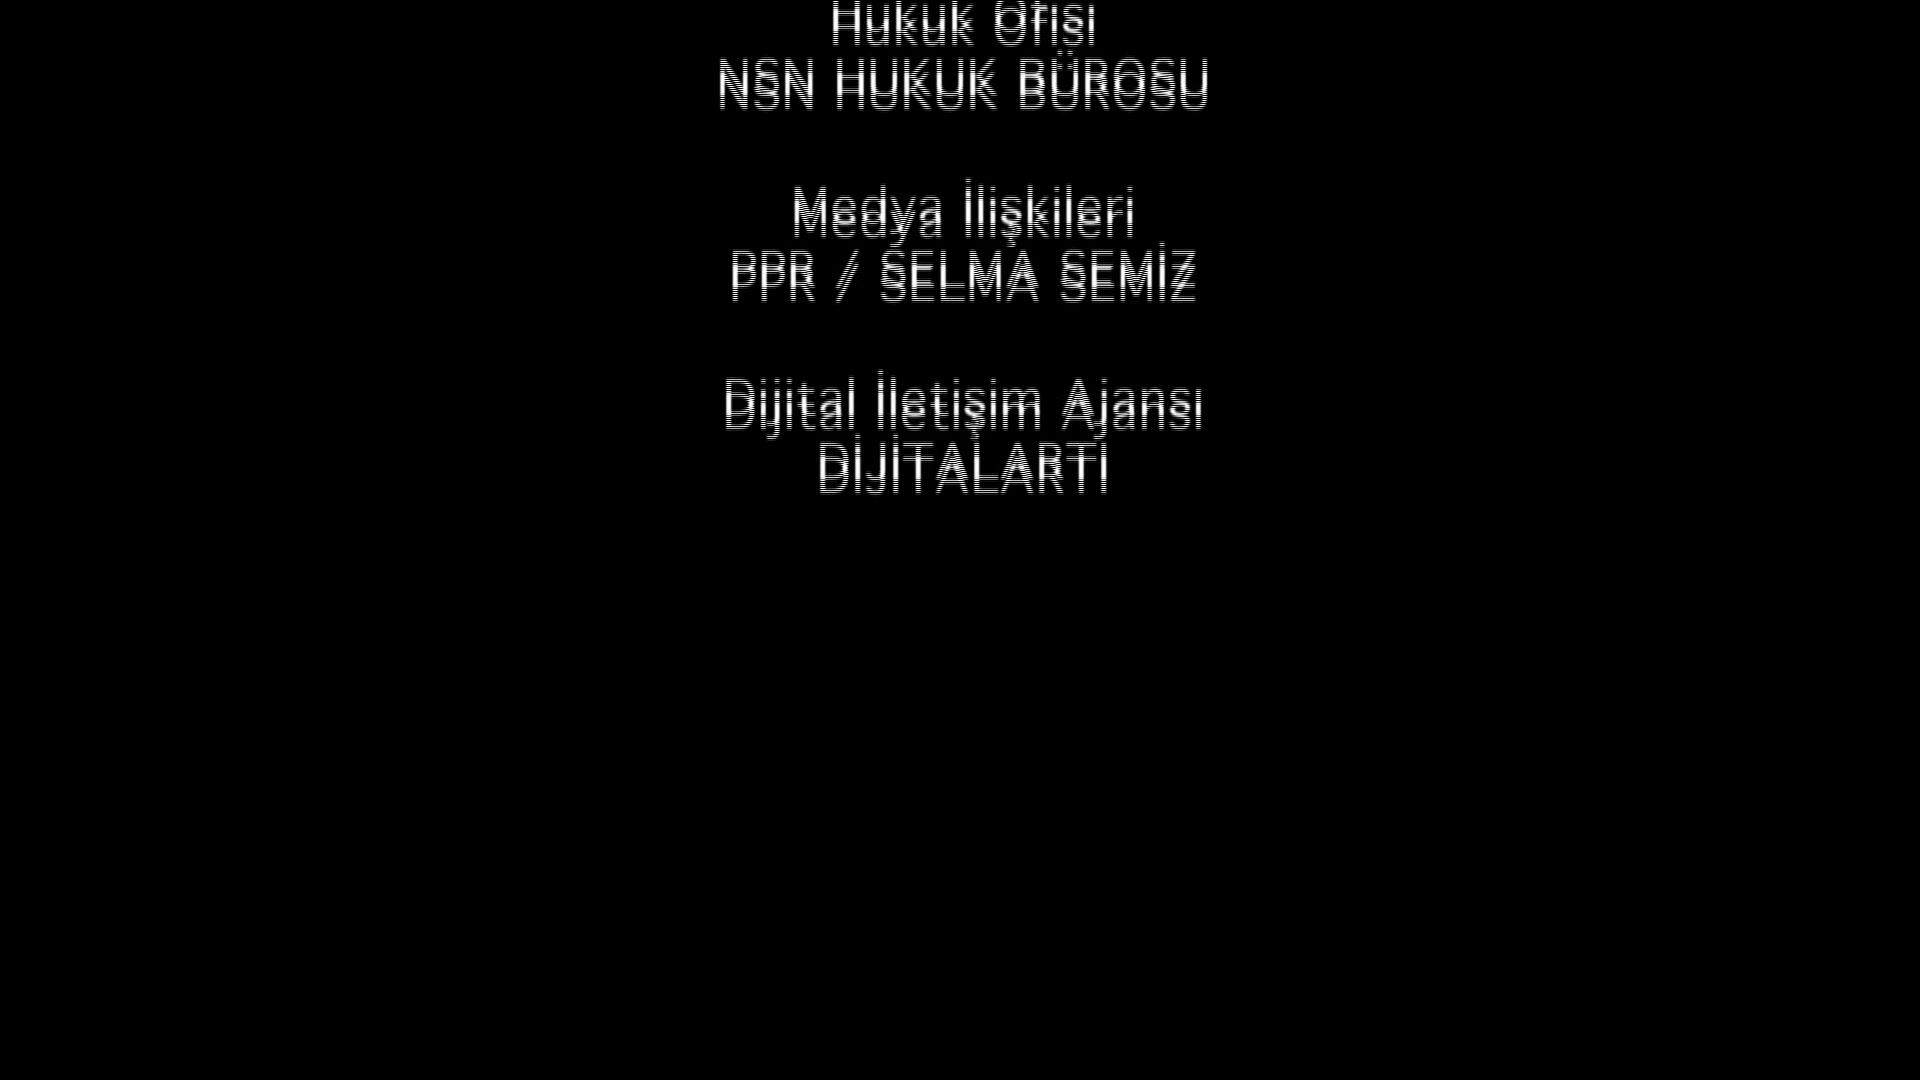 Hukuk Ofisi
NSN HUKUK BÜROSU
Medya İlişkileri
PPR / SELMA SEMİZ
Dijital İletişim Ajansı
DİJİTALARTI